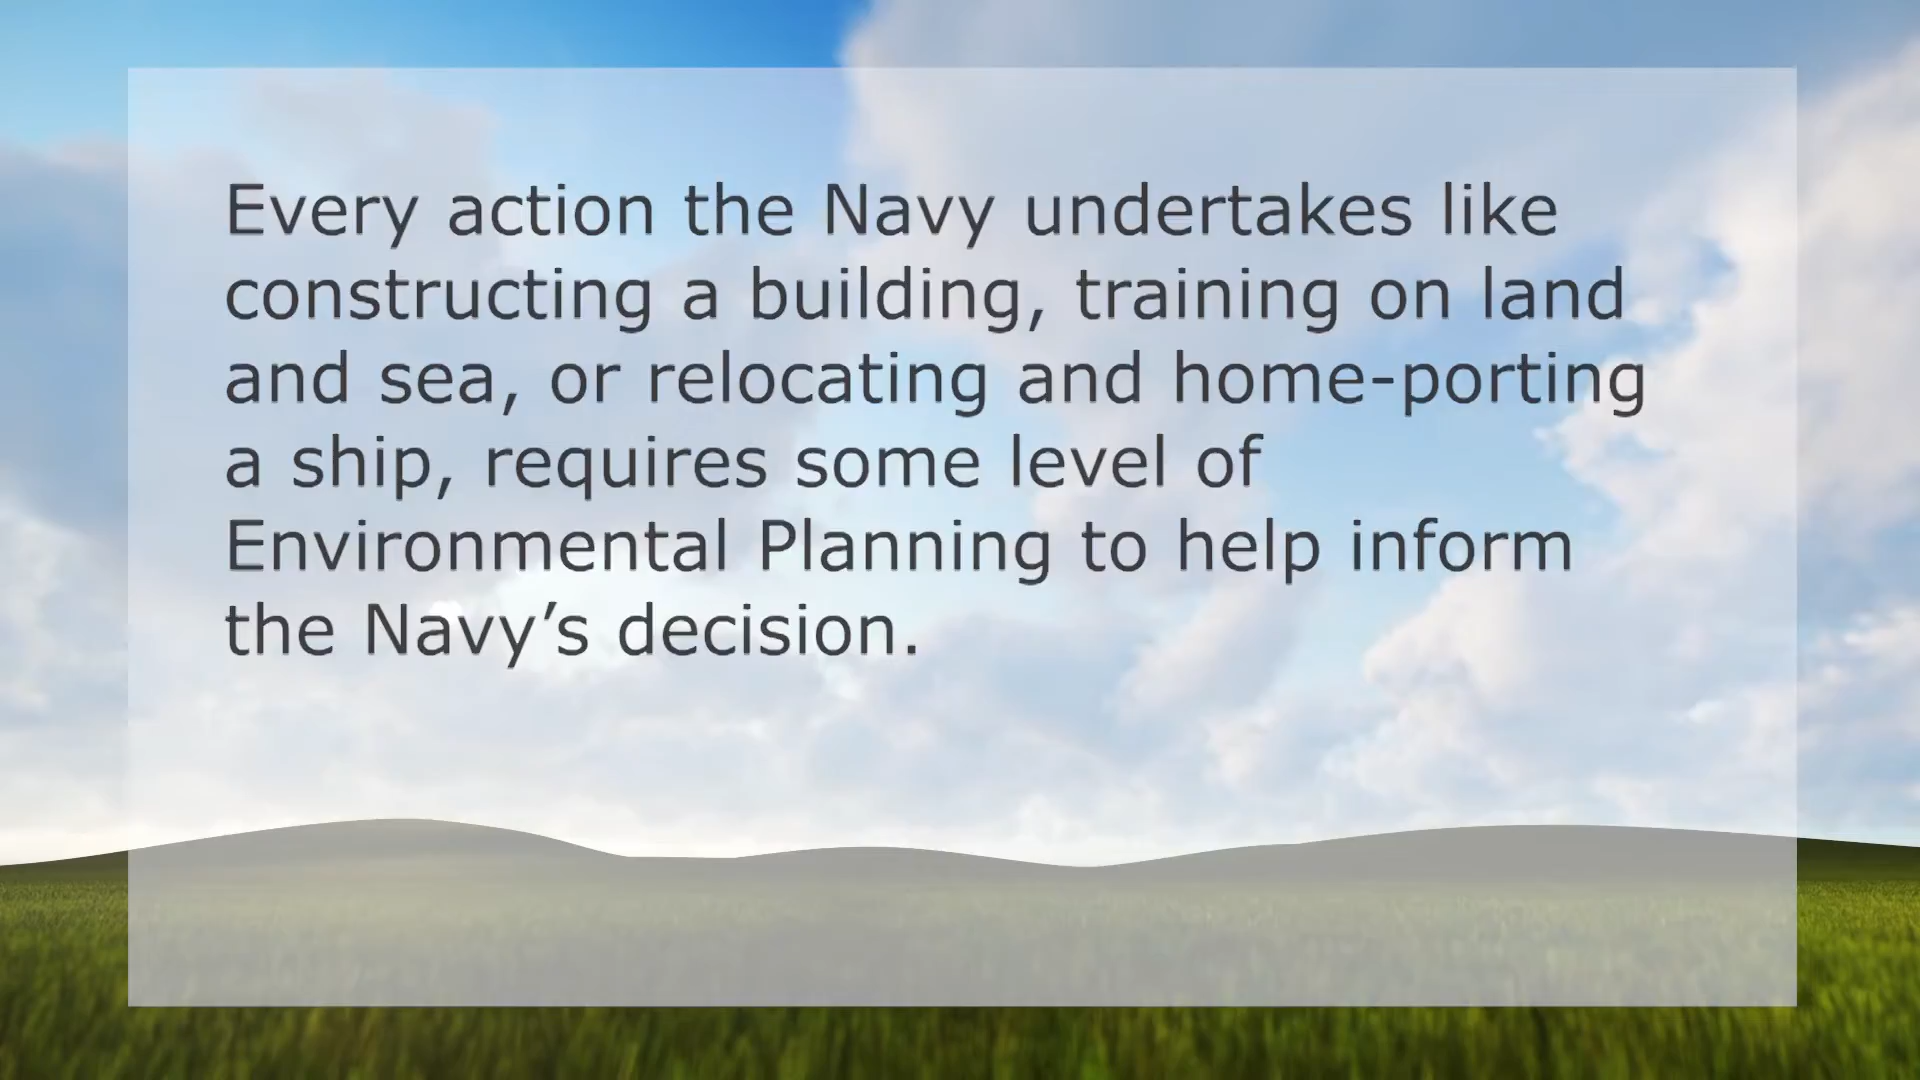 Every action the Navy undertakes like
constructing a building, training on land
and sea, or relocating and home-porting
a ship, requires some level of
Environmental Planning to help inform
the Navy’s decision.